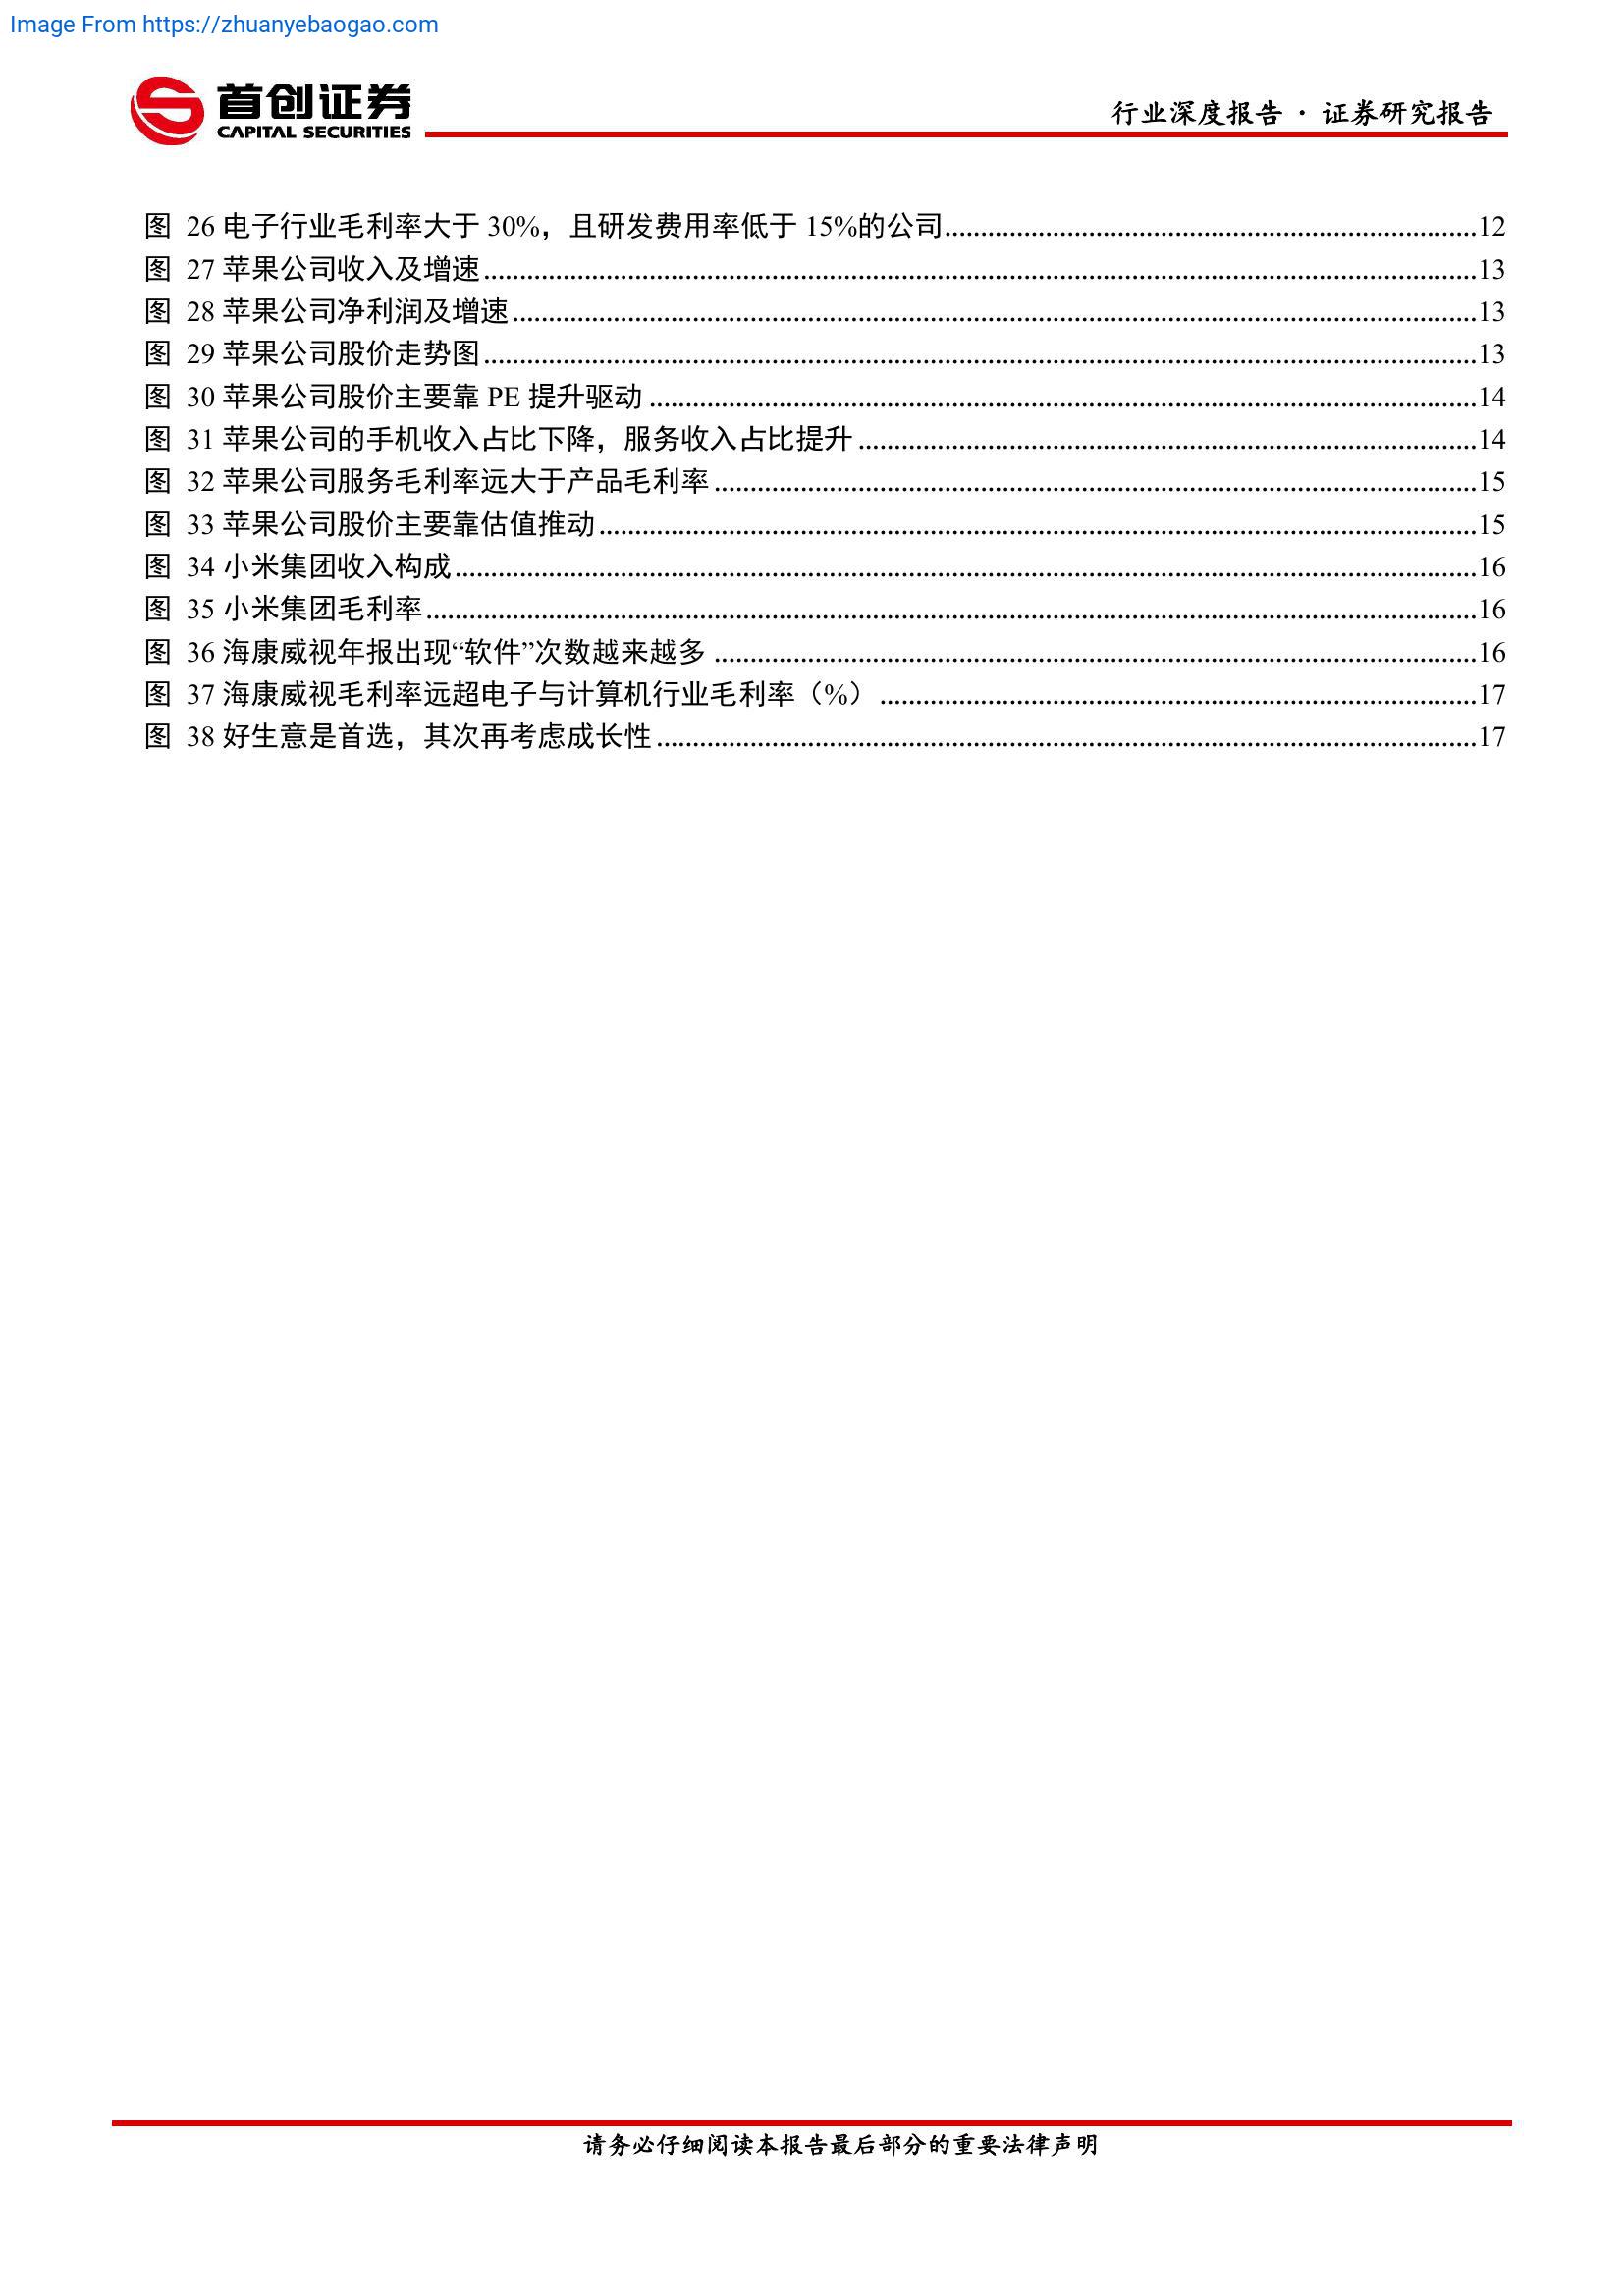 Image From https://zhuanyebaogao.com
首创证券
CAPITAL SECURITIES
行业深度报告 · 证券研究报告
图 26 电子行业毛利率大于 30%，且研发费用率低于 15%的公司..........12
图 27 苹果公司收入及增速..........13
图 28 苹果公司净利润及增速..........13
图 29 苹果公司股价走势图..........13
图 30 苹果公司股价主要靠 PE 提升驱动..........14
图 31 苹果公司的手机收入占比下降，服务收入占比提升..........14
图 32 苹果公司服务毛利率远大于产品毛利率..........15
图 33 苹果公司股价主要靠估值推动..........15
图 34 小米集团收入构成..........16
图 35 小米集团毛利率..........16
图 36 海康威视年报出现“软件”次数越来越多..........16
图 37 海康威视毛利率远超电子与计算机行业毛利率（%）..........17
图 38 好生意是首选，其次再考虑成长性..........17
请务必仔细阅读本报告最后部分的重要法律声明